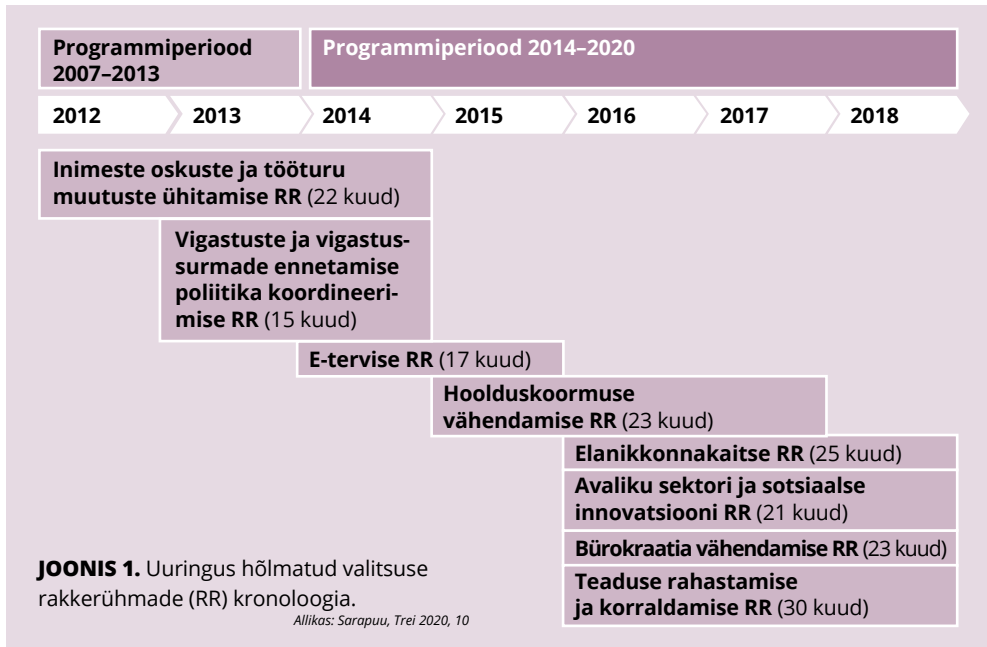 Programmiperiood
2007–2013
Programmiperiood 2014–2020
2012 2013 2014 2015 2016 2017 2018
Inimeste oskuste ja tööturu
muutuste ühitamise RR (22 kuud)
Vigastuste ja vigastus-
surmade ennetamise
poliitika koordineeri-
mise RR (15 kuud)
E-tervise RR (17 kuud)
Hoolduskoormuse
vähendamise RR (23 kuud)
Elanikkonnakaitse RR (25 kuud)
Avaliku sektori ja sotsiaalse
innovatsiooni RR (21 kuud)
Bürokraatia vähendamise RR (23 kuud)
Teaduse rahastamise
ja korraldamise RR (30 kuud)
JOONIS 1. Uuringus hõlmatud valitsuse
rakkerühmade (RR) kronoloogia.
Allikas: Sarapuu, Trei 2020, 10